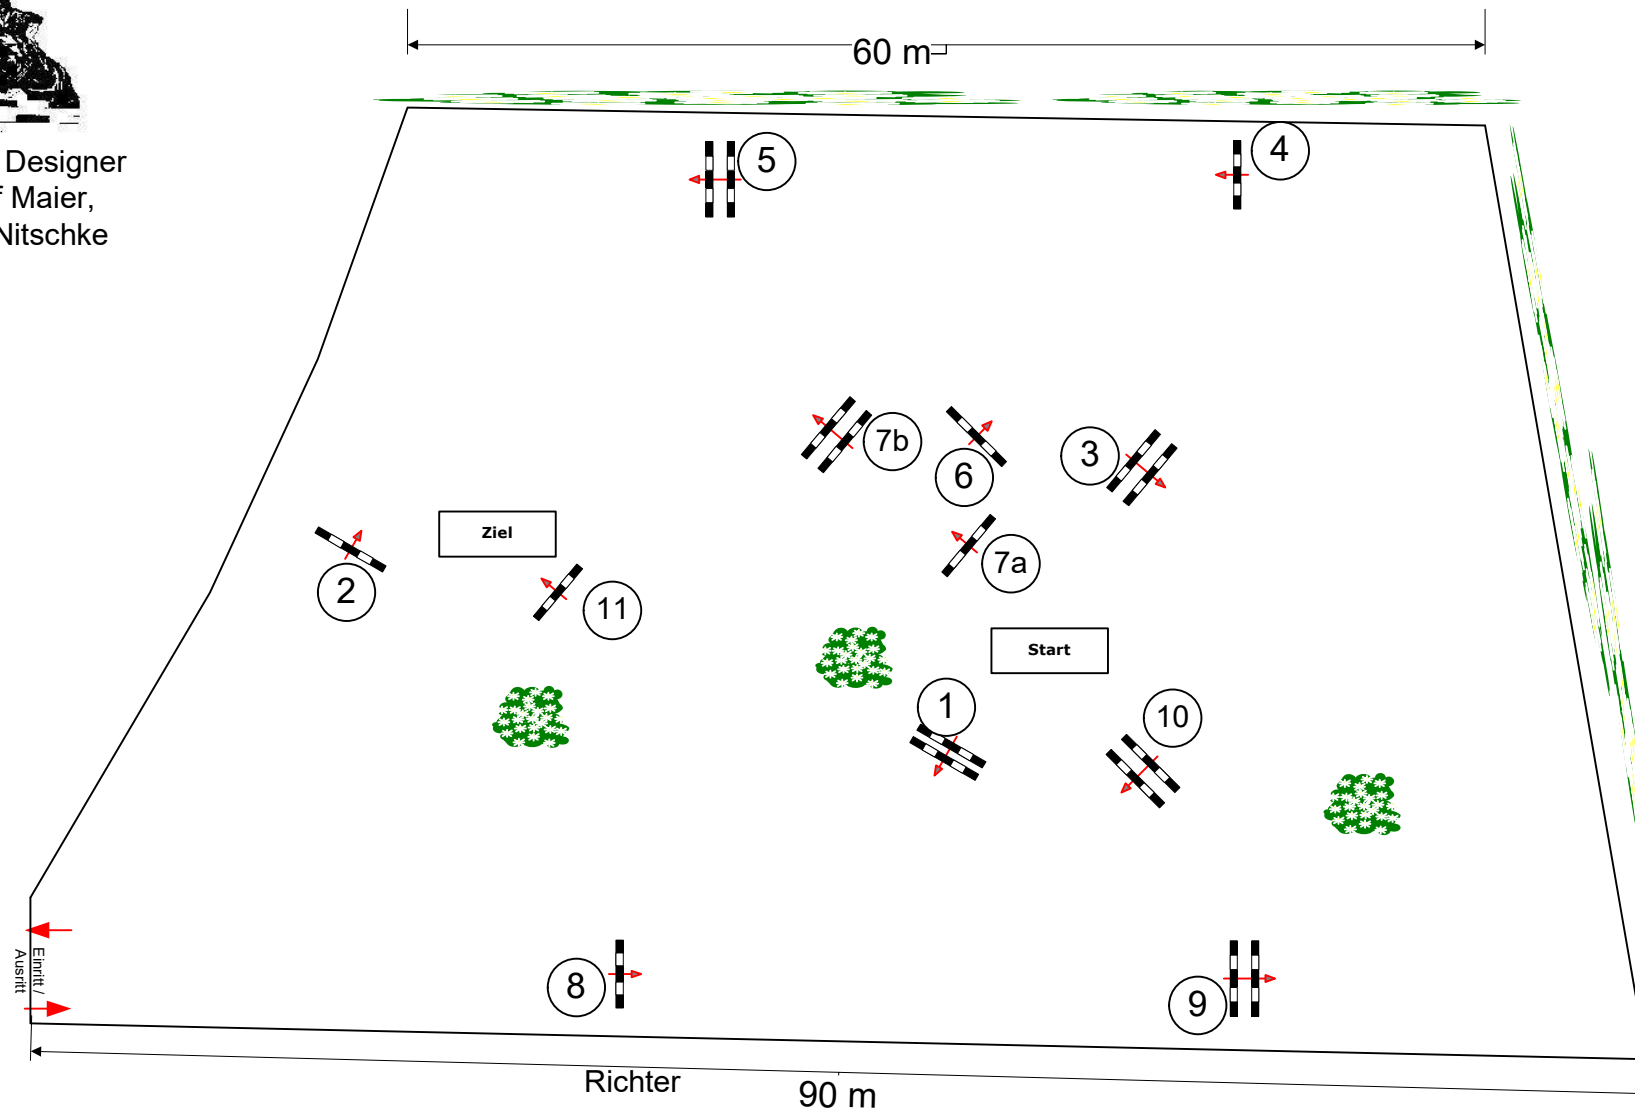 60 m
Designer
Maier,
Nitschke
5
4
7b
6
3
7a
Ziel
2
11
Start
1
10
Einritt /
Ausritt
8
9
Richter
90 m